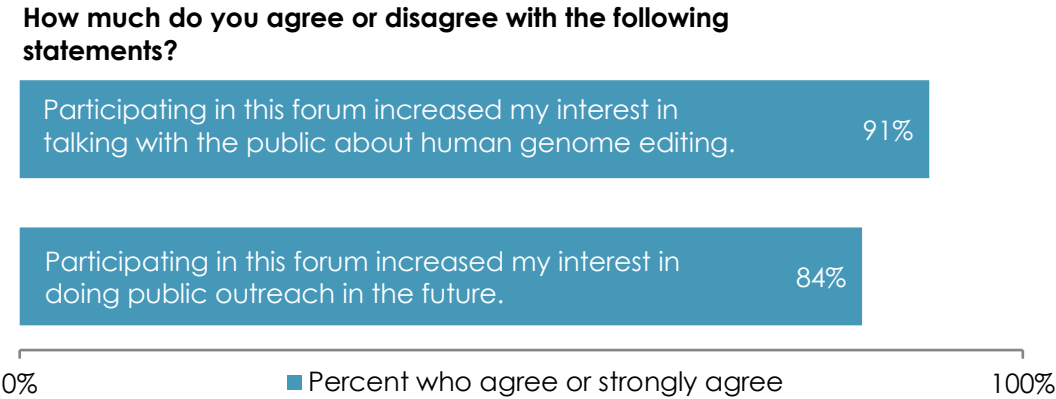 How much do you agree or disagree with the following
statements?
Participating in this forum increased my interest in
talking with the public about human genome editing.
91%
Participating in this forum increased my interest in
doing public outreach in the future.
84%
0%
Percent who agree or strongly agree
100%